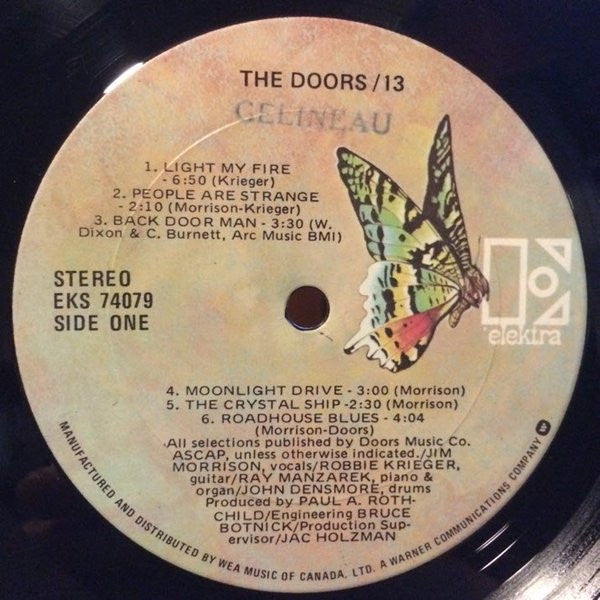 THE DOORS/13
GELINEAU
1. LIGHT MY FIRE
- 6:50 (Krieger)
2. PEOPLE ARE STRANGE
- 2:10 (Morrison-Krieger)
3. BACK DOOR MAN - 3:30 (W.
Dixon & C. Burnett, Arc Music BMI)
STEREO
EKS 74079
SIDE ONE
elektra
4. MOONLIGHT DRIVE - 3:00 (Morrison)
5. THE CRYSTAL SHIP -2:30 (Morrison)
6. ROADHOUSE BLUES - 4:04
(Morrison-Doors)
All selections published by Doors Music Co.
ASCAP, unless otherwise indicated./JIM
MORRISON, vocals/ROBBIE KRIEGER,
guitar/RAY MANZAREK, piano &
organ/JOHN DENSMORE, drums
Produced by PAUL A. ROTH-
CHILD/Engineering BRUCE
BOTNICK/Production Sup-
ervisor/JAC HOLZMAN
MANUFACTURED AND DISTRIBUTED BY WEA MUSIC OF CANADA, LTD. A WARNER COMMUNICATIONS COMPANY